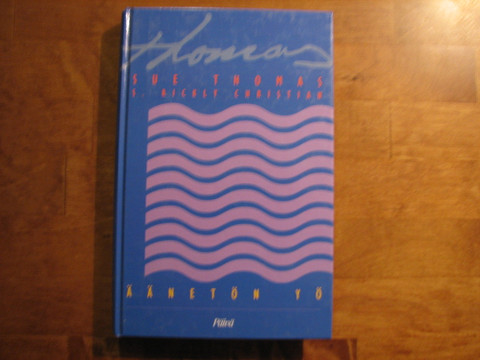 Thomas
SUE THOMAS
S. RICKLY CHRISTIAN
ÄÄNETÖN YÖ
Päivä